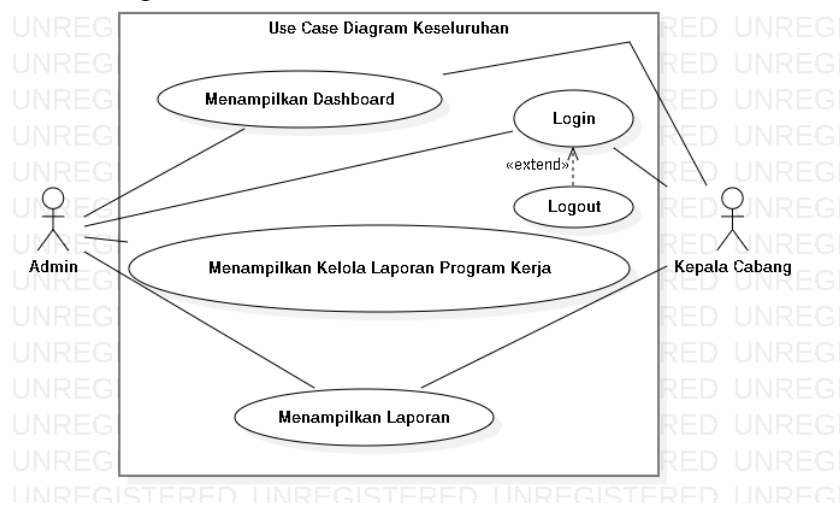 Use Case Diagram Keseluruhan
Menampilkan Dashboard
Login
«extend»
Logout
Admin
Menampilkan Kelola Laporan Program Kerja
Kepala Cabang
Menampilkan Laporan
UNREGISTERED UNREGISTERED UNREG